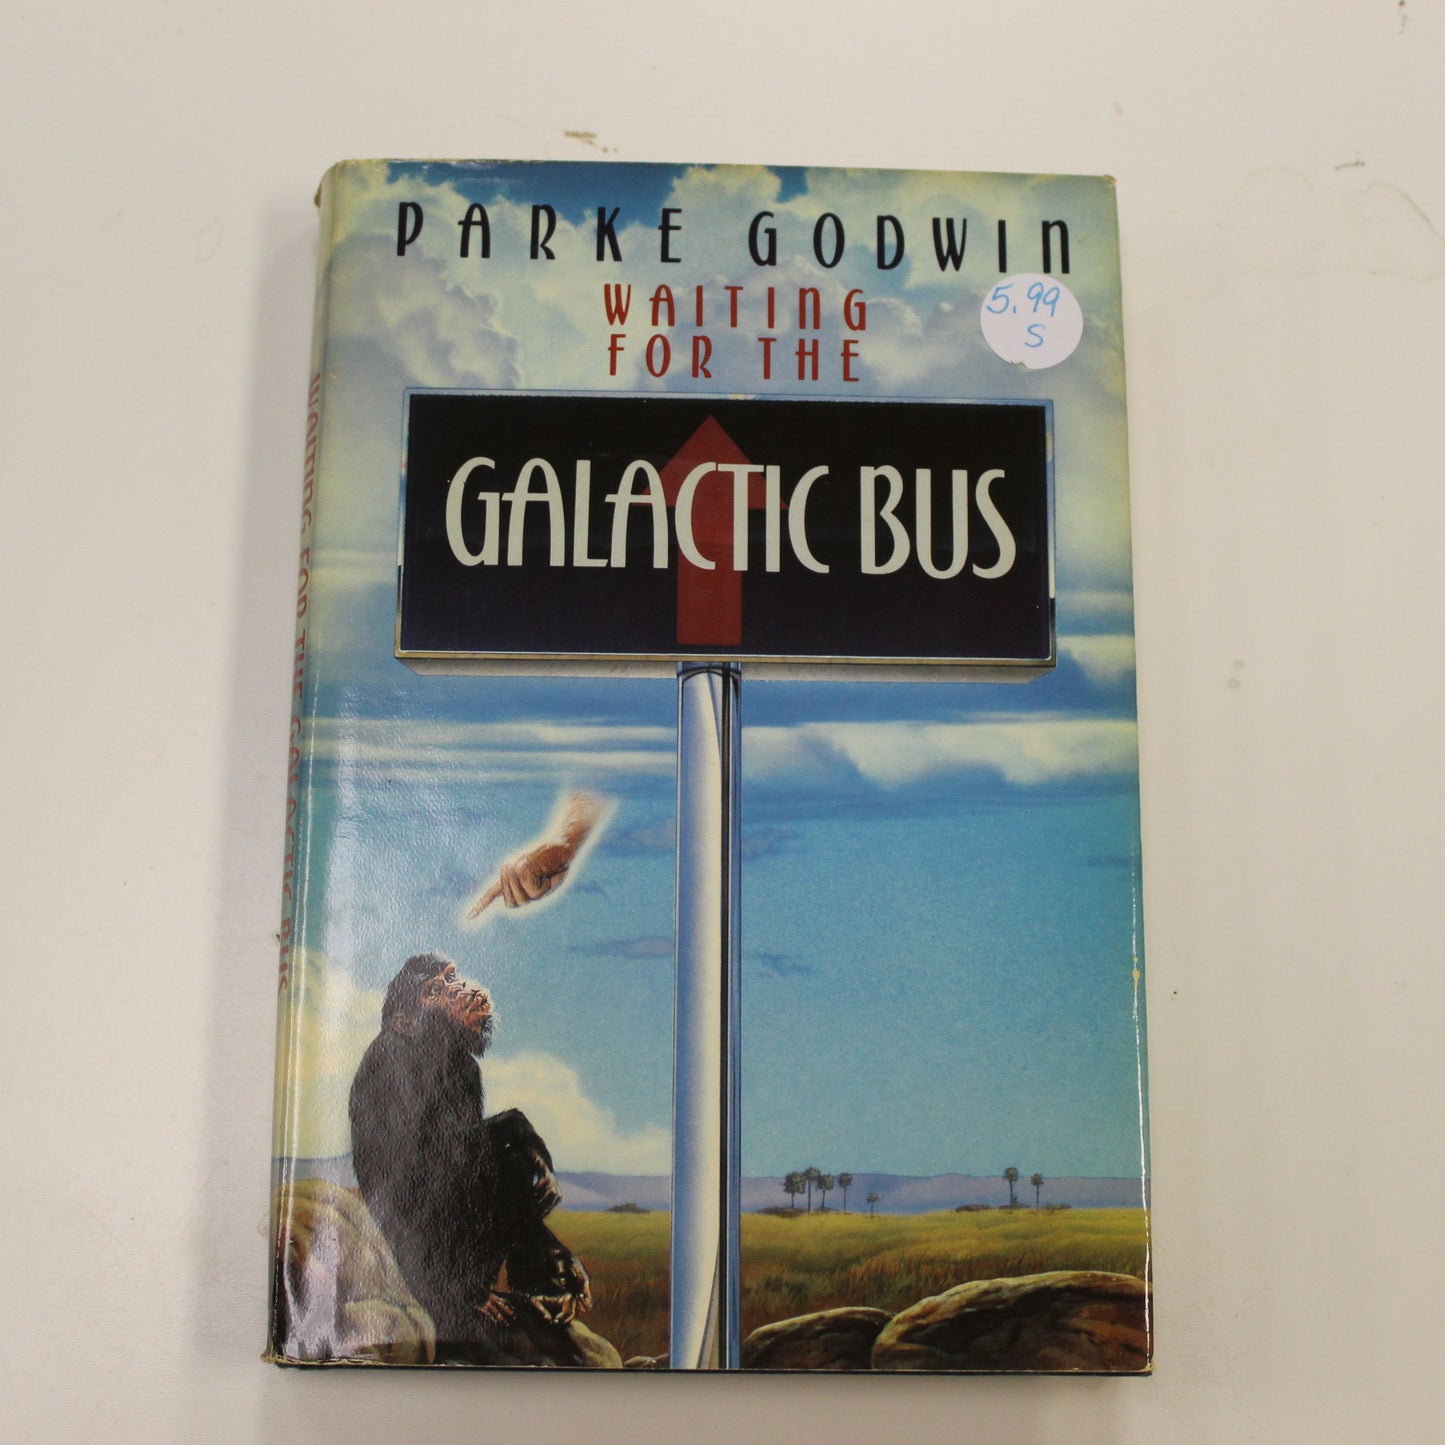 PARKE GODWIN
WAITING
FOR THE
GALACTIC BUS
5.99
S
WAITING FOR THE GALACTIC BUS